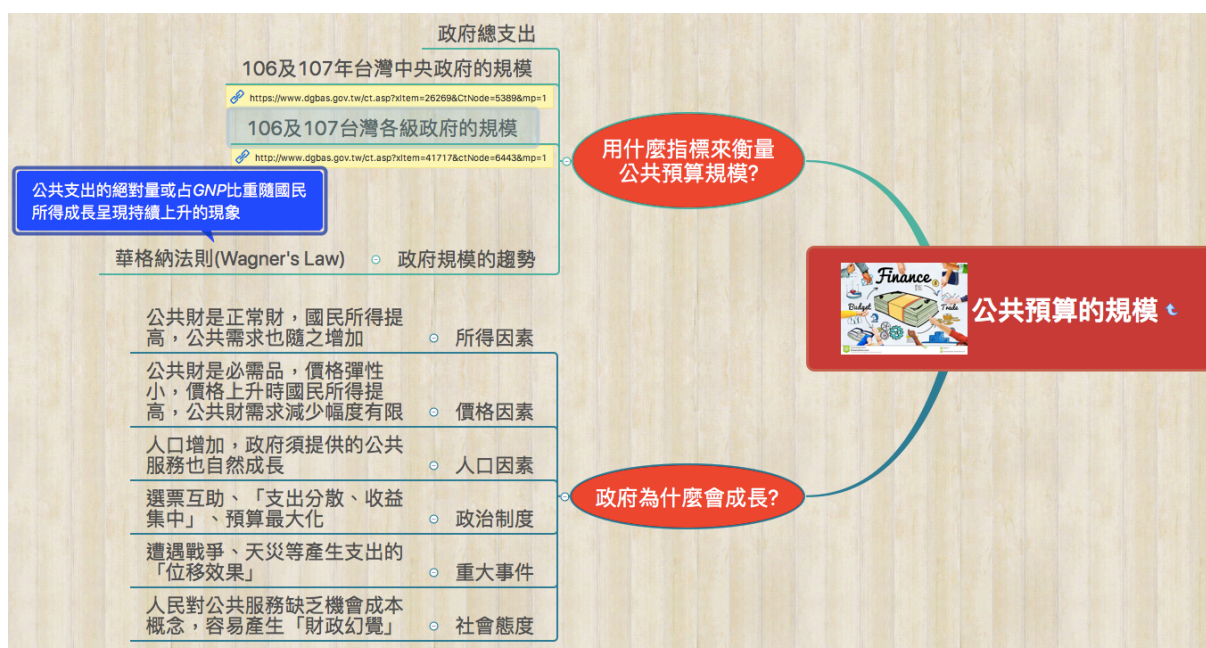 政府總支出
106及107年台灣中央政府的規模
https://www.dgbas.gov.tw/ct.asp?xItem=26269&CtNode=5389&mp=1
106及107台灣各級政府的規模
http://www.dgbas.gov.tw/ct.asp?xItem=41717&ctNode=6443&mp=1
用什麼指標來衡量
公共預算規模?
公共支出的絕對量或占GNP比重隨國民
所得成長呈現持續上升的現象
華格納法則(Wagner's Law)
政府規模的趨勢
Finance
Budget
Trade
公共預算的規模
公共財是正常財，國民所得提
高，公共需求也隨之增加
所得因素
公共財是必需品，價格彈性
小，價格上升時國民所得提
高，公共財需求減少幅度有限
價格因素
人口增加，政府須提供的公共
服務也自然成長
人口因素
政府為什麼會成長?
選票互助、「支出分散、收益
集中」、預算最大化
政治制度
遭遇戰爭、天災等產生支出的
「位移效果」
重大事件
人民對公共服務缺乏機會成本
概念，容易產生「財政幻覺」
社會態度